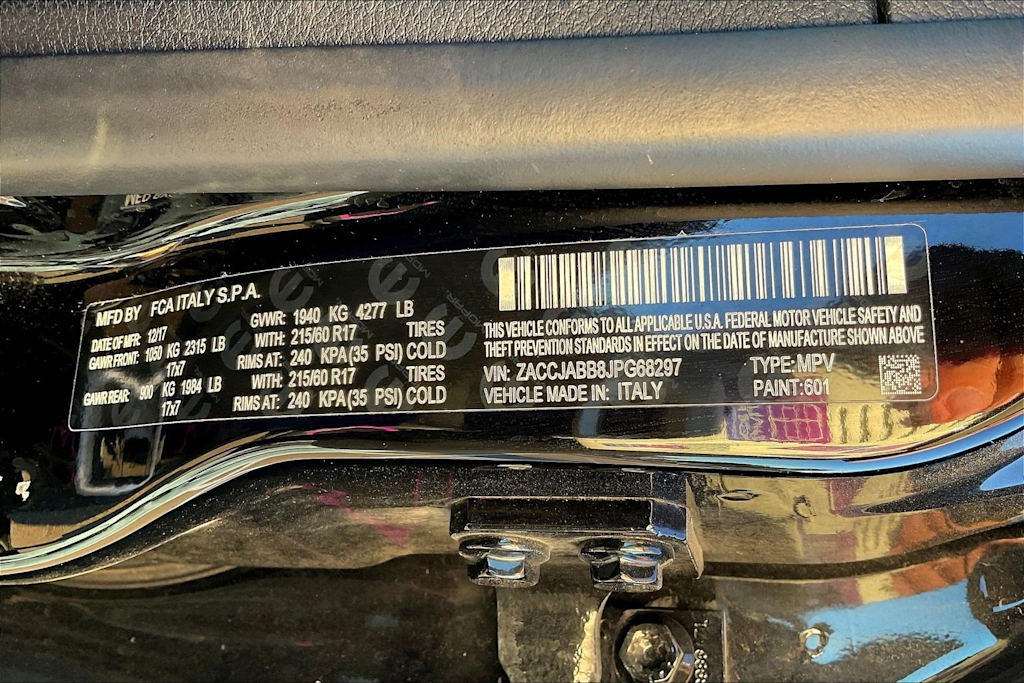 MFD BY FCA ITALY S.P.A.
DATE OF MFR: 12/17 GVWR: 1940 KG 4277 LB
GAWR FRONT: 1050 KG 2315 LB WITH: 215/60 R17 TIRES
17x7 RIMS AT: 240 KPA(35 PSI) COLD
GAWR REAR: 900 KG 1984 LB WITH: 215/60 R17 TIRES
17x7 RIMS AT: 240 KPA(35 PSI) COLD
THIS VEHICLE CONFORMS TO ALL APPLICABLE U.S.A. FEDERAL MOTOR VEHICLE SAFETY AND
THEFT PREVENTION STANDARDS IN EFFECT ON THE DATE OF MANUFACTURE SHOWN ABOVE
VIN: ZACCJABB8JPG68297 TYPE: MPV
VEHICLE MADE IN: ITALY PAINT: 601